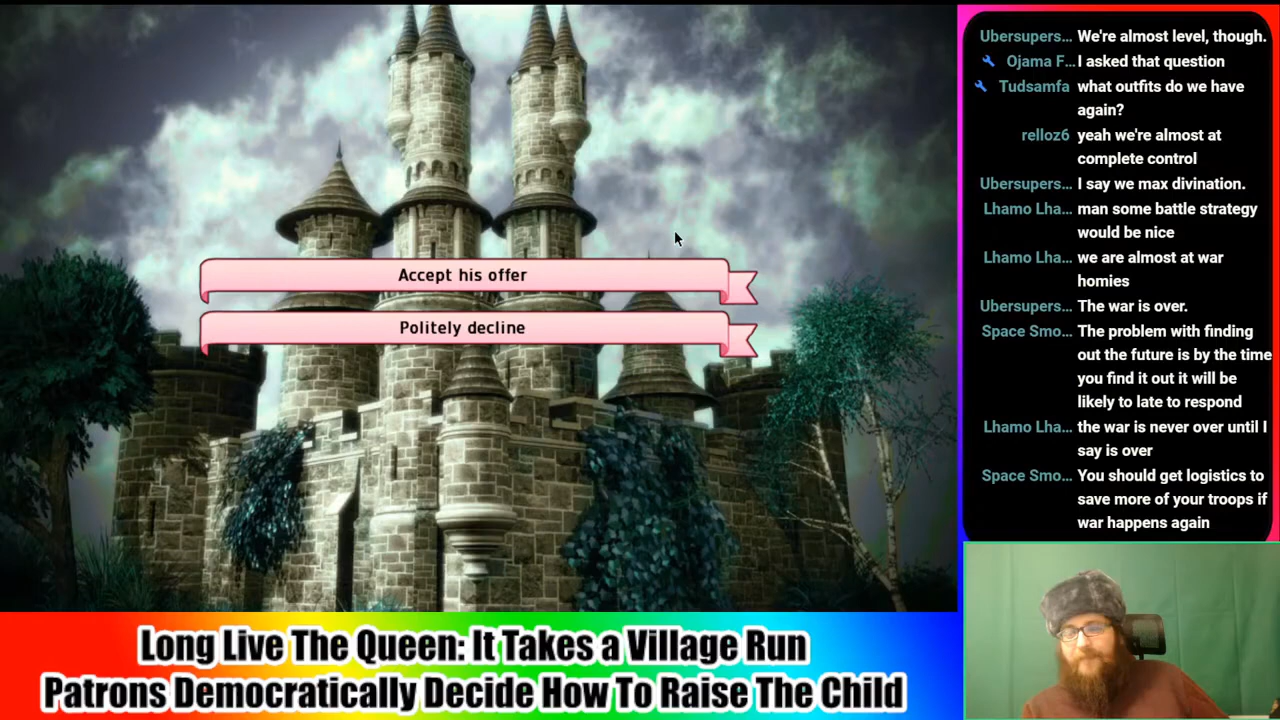 Accept his offer
Politely decline
Ubersupers... We're almost level, though.
Ojama F... I asked that question
Tudsamfa what outfits do we have
again?
relloz6 yeah we're almost at
complete control
Ubersupers... I say we max divination.
Lhamo Lha... man some battle strategy
would be nice
Lhamo Lha... we are almost at war
homies
Ubersupers... The war is over.
Space Smo... The problem with finding
out the future is by the time
you find it out it will be
likely to late to respond
Lhamo Lha... the war is never over until I
say is over
Space Smo... You should get logistics to
save more of your troops if
war happens again
Long Live The Queen: It Takes a Village Run
Patrons Democratically Decide How To Raise The Child